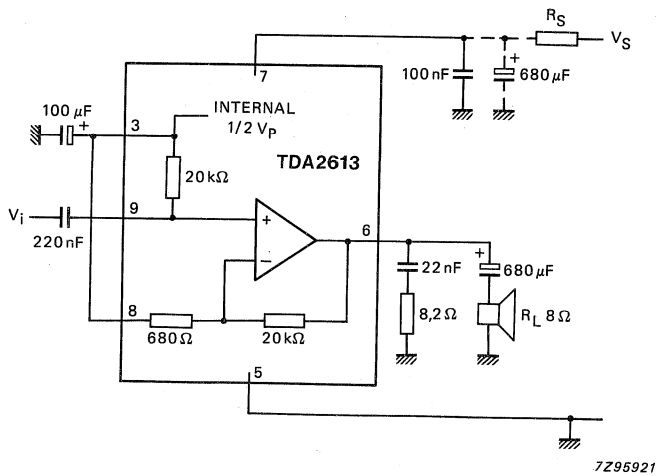 R_S
V_S
7
100 nF
+
680 µF
100 µF
+
3
INTERNAL
1/2 V_P
TDA2613
20 kΩ
V_i
9
220 nF
+
6
−
+
22 nF
680 µF
8
680 Ω
20 kΩ
8,2 Ω
R_L 8 Ω
5
7Z95921